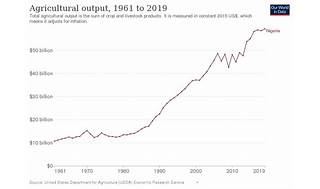 Agricultural output, 1961 to 2019
Our World
in Data
Total agricultural output is the sum of crop and livestock products. It is measured in constant 2015 US$, which
means it adjusts for inflation.
Nigeria
$50 billion
$40 billion
$30 billion
$20 billion
$10 billion
$0
1961
1970
1980
1990
2000
2010
2019
Source: United States Department for Agriculture (USDA) Economic Research Service